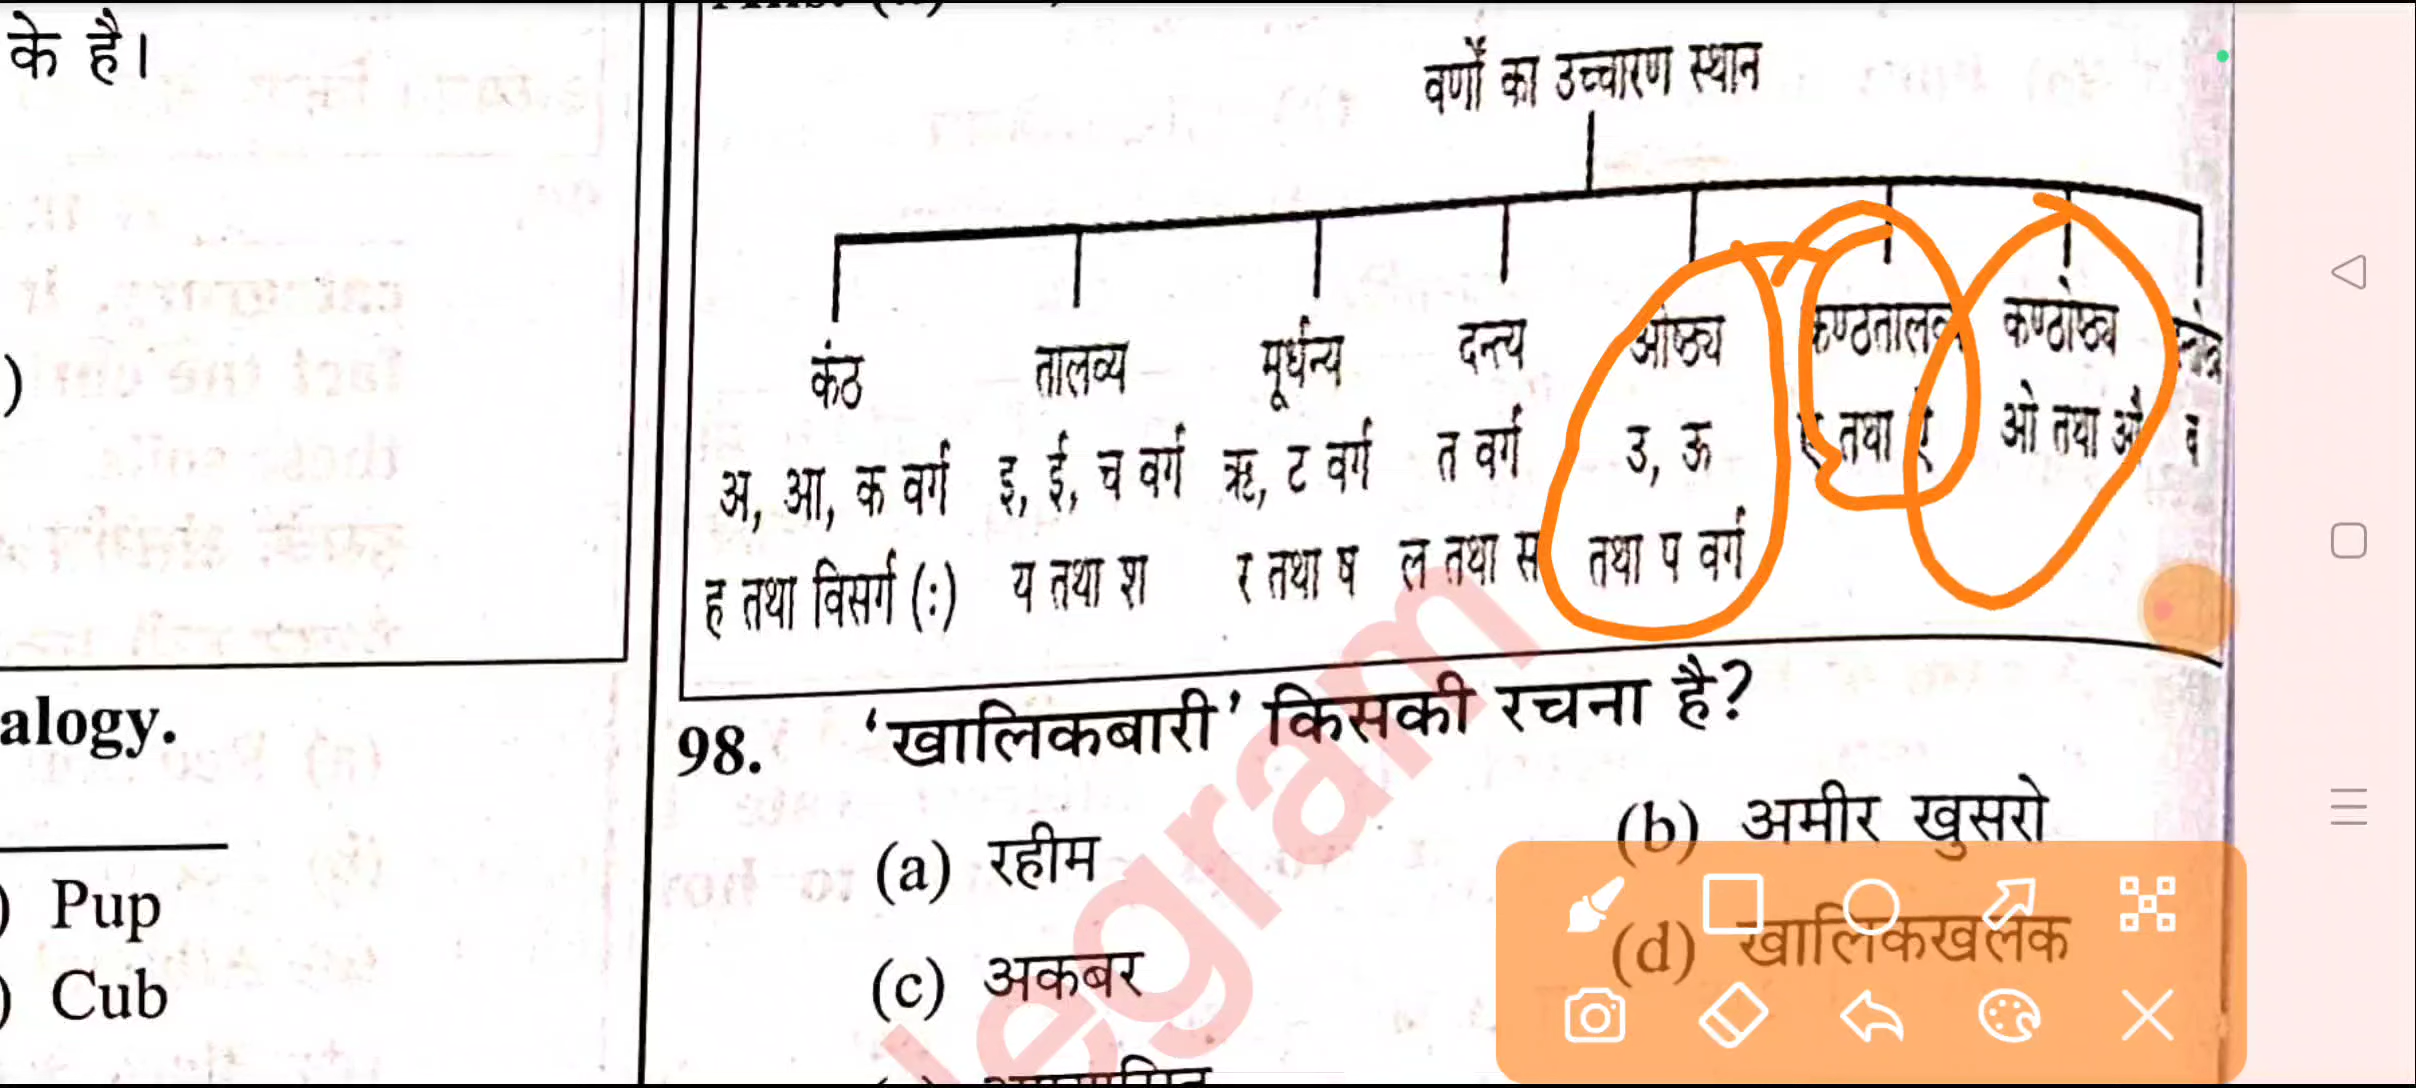 के है।
)
alogy.
) Pup
) Cub
वर्णों का उच्चारण स्थान
कंठ तालव्य मूर्धन्य दन्त्य ओष्ठ्य कण्ठतालव्य कण्ठोष्ठ्य
अ, आ, क वर्ग इ, ई, च वर्ग ऋ, ट वर्ग त वर्ग उ, ऊ ए तथा ऐ ओ तथा औ व
ह तथा विसर्ग (:) य तथा श र तथा ष ल तथा स तथा प वर्ग
98. ‘खालिकबारी’ किसकी रचना है?
(a) रहीम (b) अमीर खुसरो
(c) अकबर (d) खालिकखलक
legram